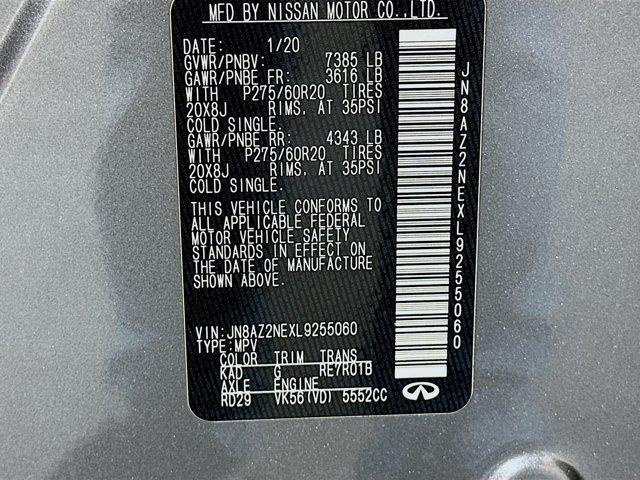 MFD BY NISSAN MOTOR CO.,LTD.
DATE: 1/20
GVWR/PNBV: 7385 LB
GAWR/PNBE FR: 3616 LB
WITH P275/60R20 TIRES
20X8J RIMS, AT 35PSI
COLD SINGLE.
GAWR/PNBE RR: 4343 LB
WITH P275/60R20 TIRES
20X8J RIMS, AT 35PSI
COLD SINGLE.
THIS VEHICLE CONFORMS TO
ALL APPLICABLE FEDERAL
MOTOR VEHICLE SAFETY
STANDARDS IN EFFECT ON
THE DATE OF MANUFACTURE
SHOWN ABOVE.
VIN:JN8AZ2NEXL9255060
TYPE:MPV
COLOR TRIM TRANS
KAD G RE7R01B
AXLE ENGINE
RD29 VK56(VD) 5552CC
JN8AZ2NEXL9255060